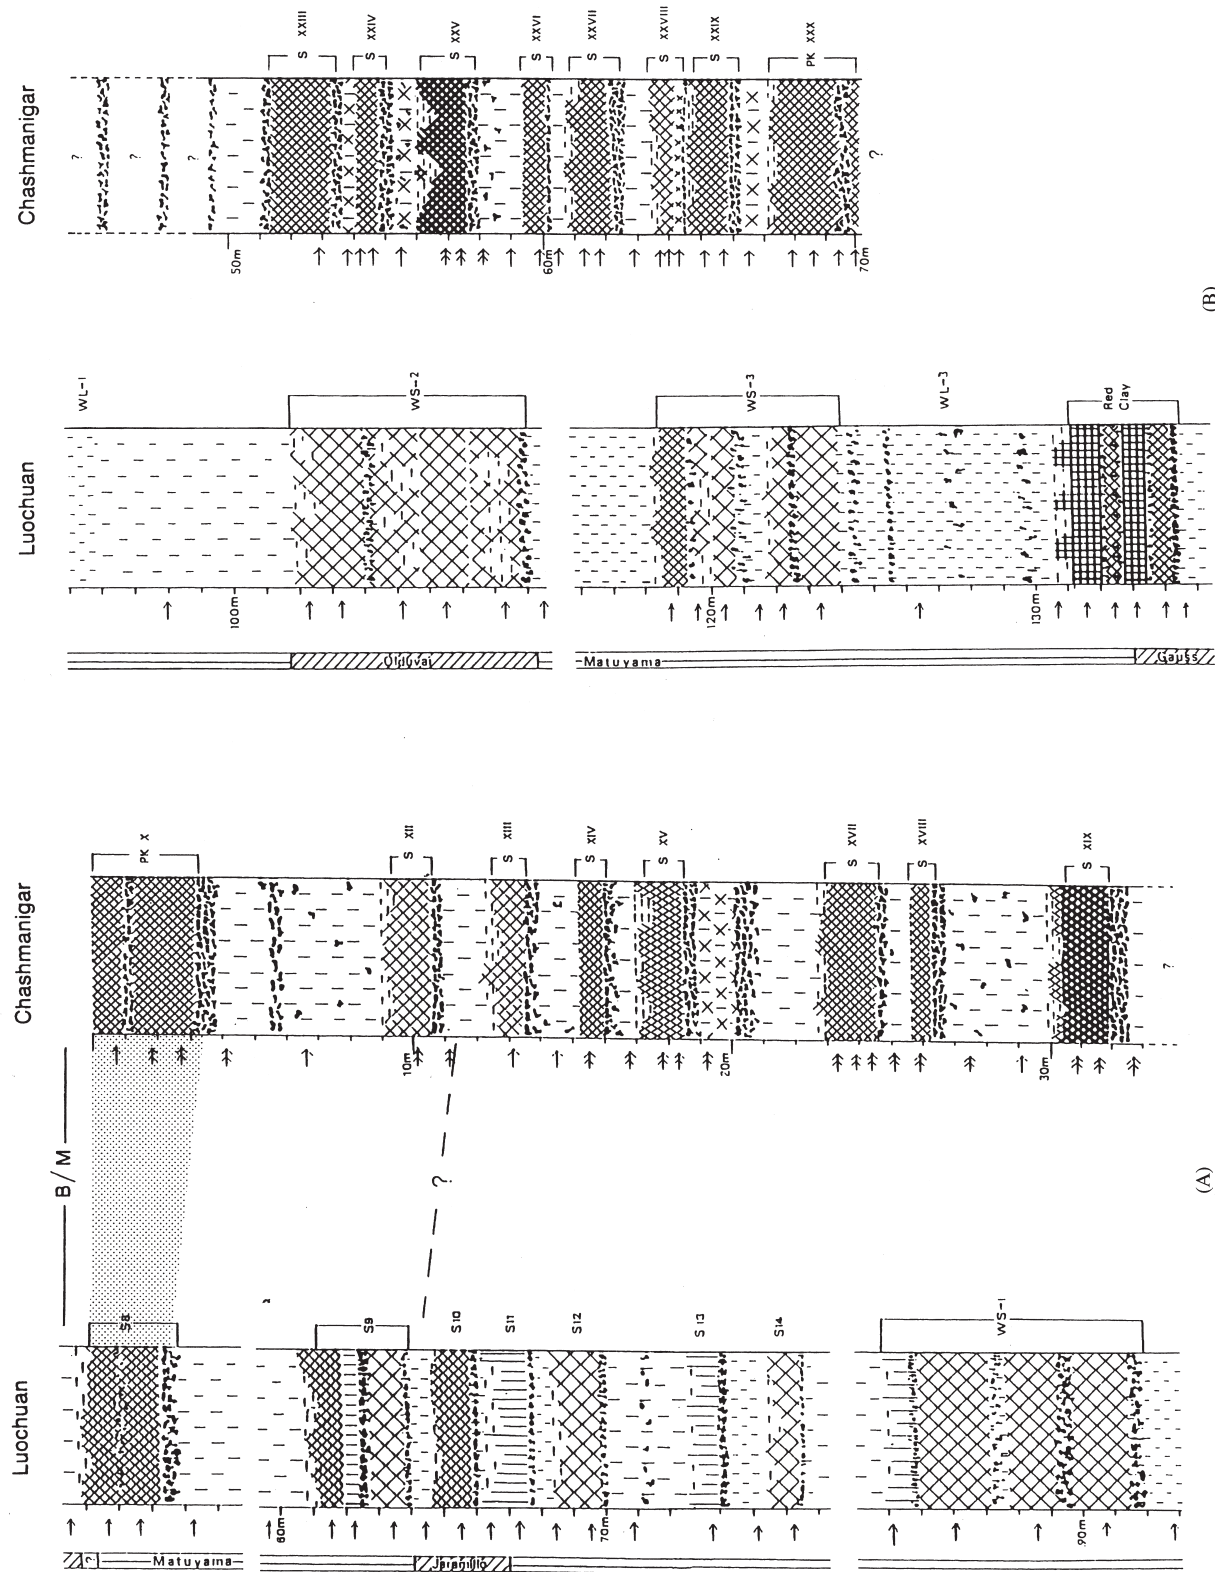 Luochuan
Chashmanigar
B/M
S8
PK X
S9
S10
S11
S12
S13
S14
WS-1
?
S XII
S XIII
S XIV
S XV
S XVII
S XVIII
S XIX
?
60m
70m
90m
10m
20m
30m
?
Matuyama
Jaramillo
(A)
Luochuan
Chashmanigar
WL-1
WS-2
WS-3
WL-3
Red
Clay
100m
120m
130m
Olduvai
Matuyama
Gauss
?
?
?
S XXIII
S XXIV
S XXV
S XXVI
S XXVII
S XXVIII
S XXIX
PK XXX
50m
60m
70m
?
(B)